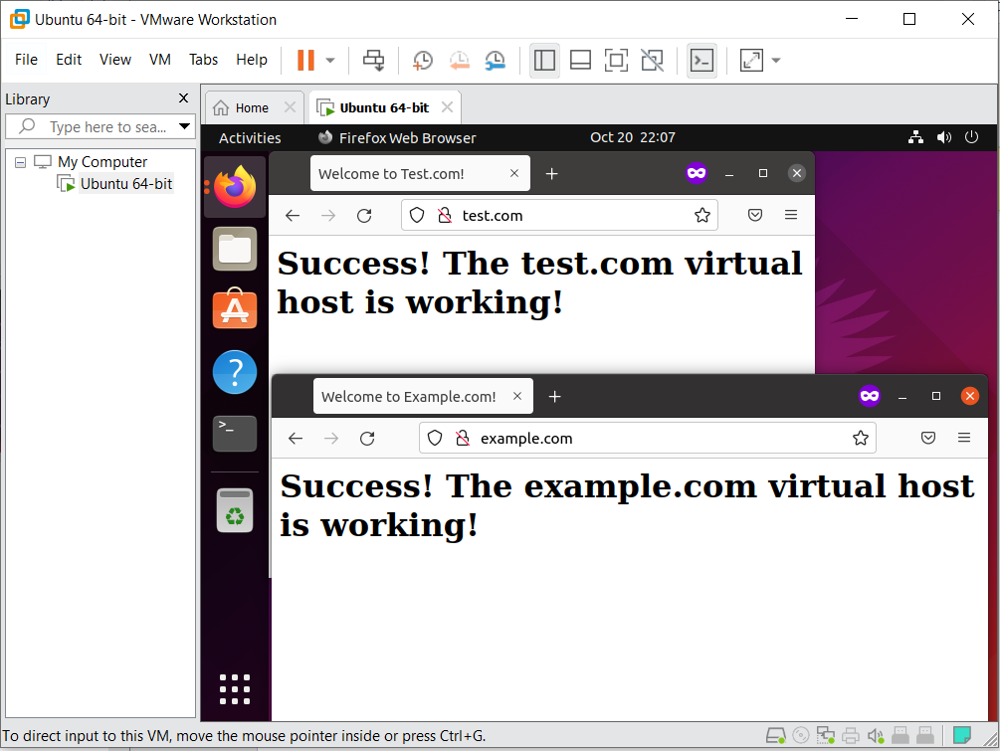 Ubuntu 64-bit - VMware Workstation
File Edit View VM Tabs Help
Library
Type here to sea...
My Computer
Ubuntu 64-bit
Home
Ubuntu 64-bit
Activities Firefox Web Browser Oct 20 22:07
Welcome to Test.com!
test.com
Success! The test.com virtual
host is working!
Welcome to Example.com!
example.com
Success! The example.com virtual host
is working!
To direct input to this VM, move the mouse pointer inside or press Ctrl+G.